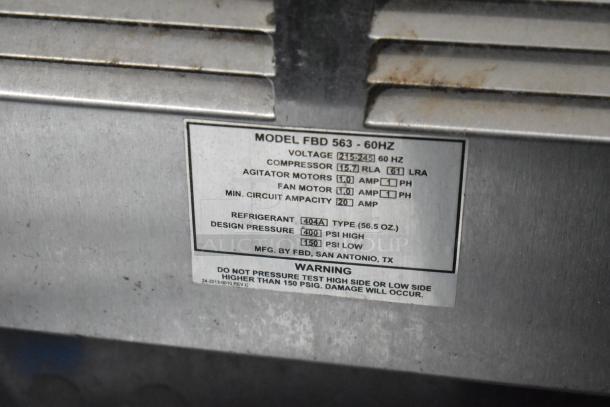 MODEL FBD 563 - 60HZ
VOLTAGE 215-245 60 HZ
COMPRESSOR 15.7 RLA 61 LRA
AGITATOR MOTORS 1.0 AMP 1 PH
FAN MOTOR 1.0 AMP 1 PH
MIN. CIRCUIT AMPACITY 20 AMP
REFRIGERANT 404A TYPE (56.5 OZ.)
DESIGN PRESSURE 400 PSI HIGH
150 PSI LOW
MFG. BY FBD, SAN ANTONIO, TX
WARNING
DO NOT PRESSURE TEST HIGH SIDE OR LOW SIDE
HIGHER THAN 150 PSIG. DAMAGE WILL OCCUR.